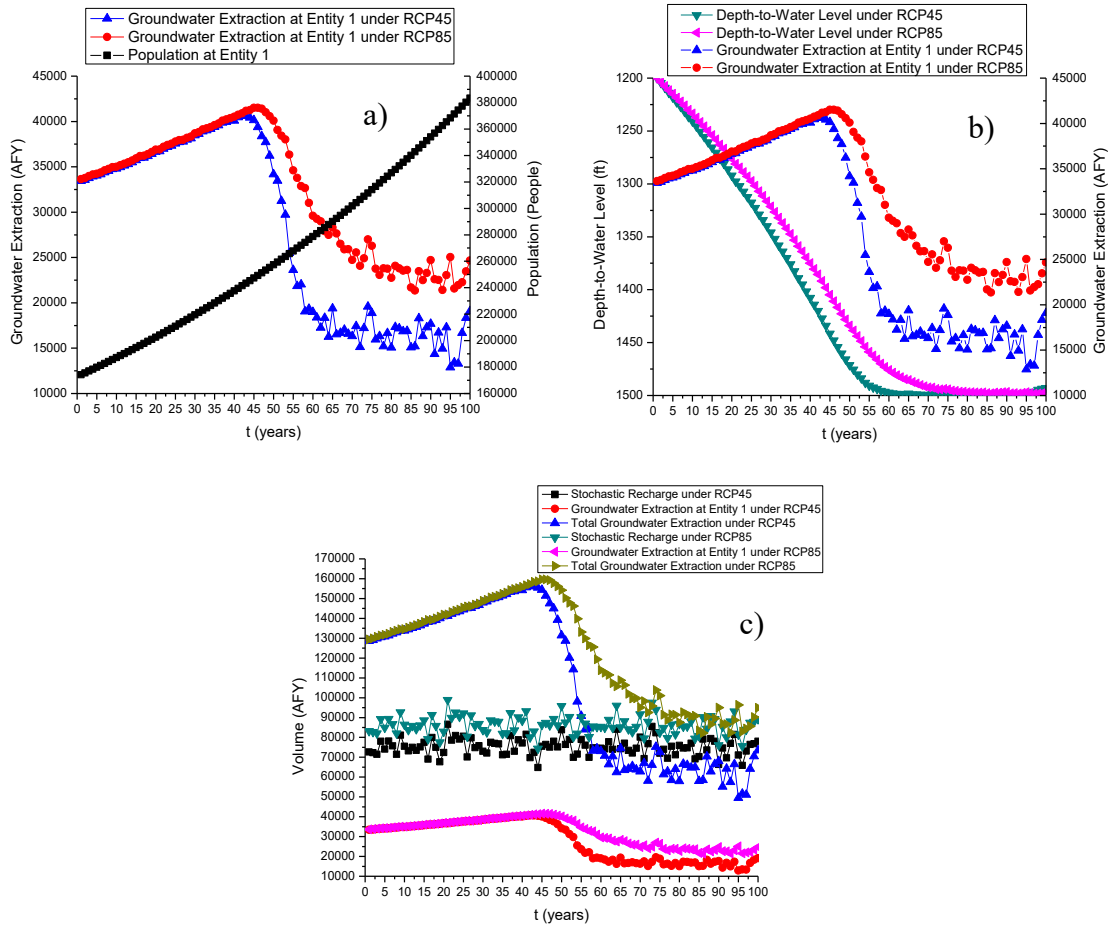 Groundwater Extraction at Entity 1 under RCP45
Groundwater Extraction at Entity 1 under RCP85
Population at Entity 1
45000
40000
35000
30000
25000
20000
15000
10000
Groundwater Extraction (AFY)
400000
380000
360000
340000
320000
300000
280000
260000
240000
220000
200000
180000
160000
Population (People)
a)
0 5 10 15 20 25 30 35 40 45 50 55 60 65 70 75 80 85 90 95 100
t (years)
Depth-to-Water Level under RCP45
Depth-to-Water Level under RCP85
Groundwater Extraction at Entity 1 under RCP45
Groundwater Extraction at Entity 1 under RCP85
1200
1250
1300
1350
1400
1450
1500
Depth-to-Water Level (ft)
45000
40000
35000
30000
25000
20000
15000
10000
Groundwater Extraction (AFY)
b)
0 5 10 15 20 25 30 35 40 45 50 55 60 65 70 75 80 85 90 95 100
t (years)
Stochastic Recharge under RCP45
Groundwater Extraction at Entity 1 under RCP45
Total Groundwater Extraction under RCP45
Stochastic Recharge under RCP85
Groundwater Extraction at Entity 1 under RCP85
Total Groundwater Extraction under RCP85
170000
160000
150000
140000
130000
120000
110000
100000
90000
80000
70000
60000
50000
40000
30000
20000
10000
Volume (AFY)
c)
0 5 10 15 20 25 30 35 40 45 50 55 60 65 70 75 80 85 90 95 100
t (years)